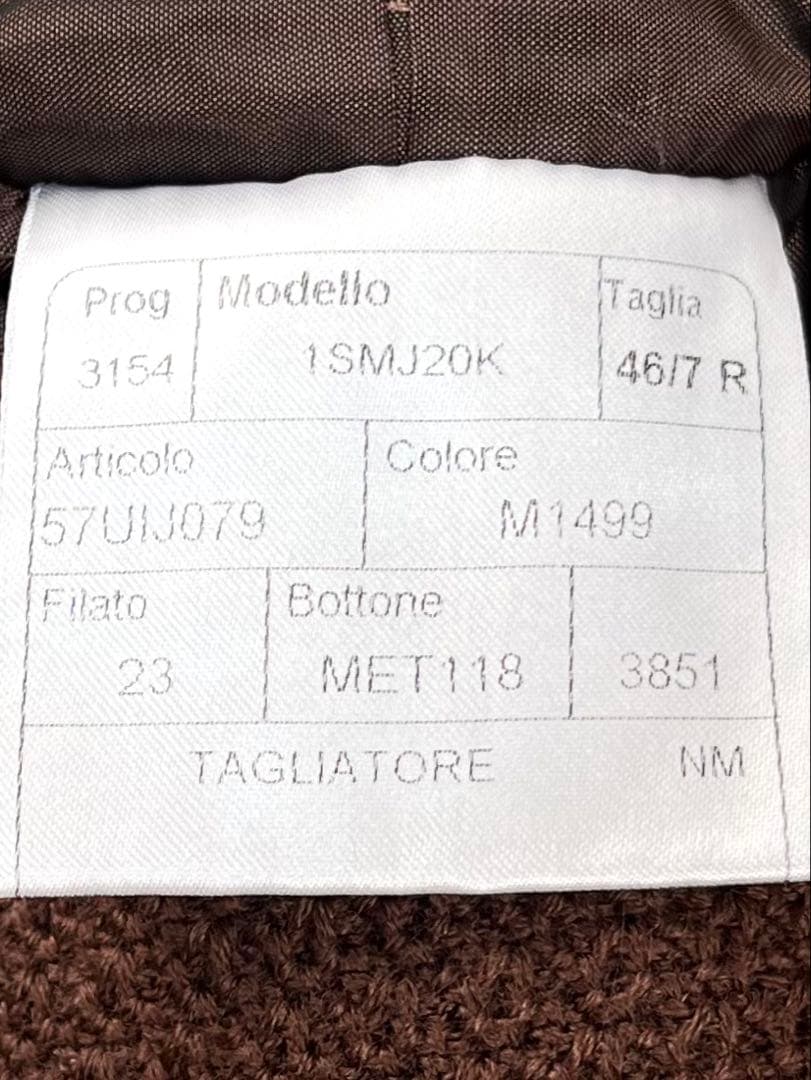 Prog Modello Taglia
3154 1SMJ20K 46/7 R
Articolo Colore
57UIJ079 M1499
Filato Bottone
23 MET118 3851
TAGLIATORE NM